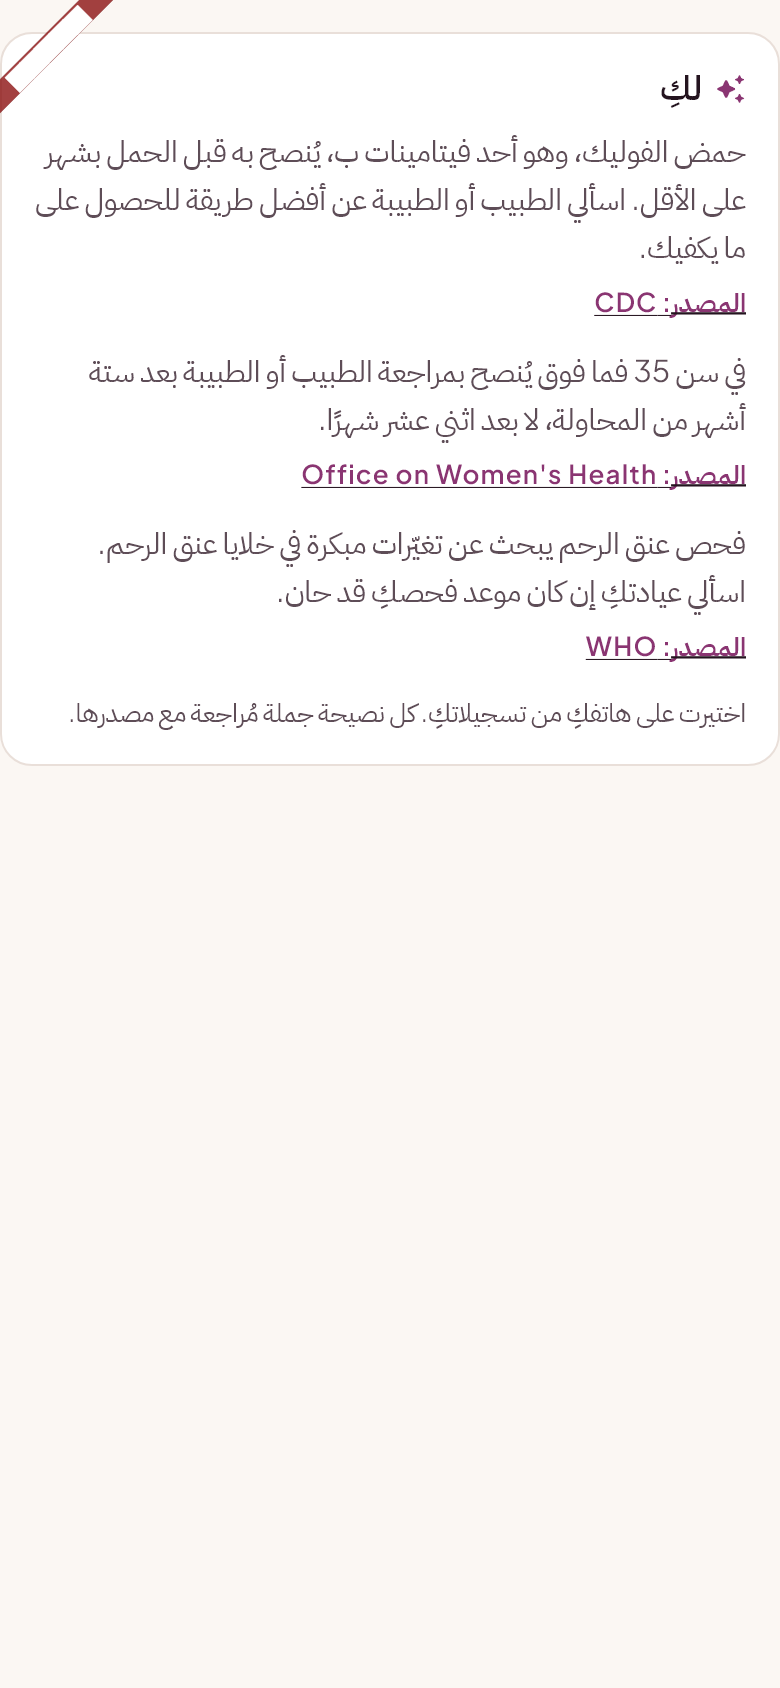 لكِ
حمض الفوليك، وهو أحد فيتامينات ب، يُنصح به قبل الحمل بشهر
على الأقل. اسألي الطبيب أو الطبيبة عن أفضل طريقة للحصول على
ما يكفيك.
المصدر: CDC
في سن 35 فما فوق يُنصح بمراجعة الطبيب أو الطبيبة بعد ستة
أشهر من المحاولة، لا بعد اثني عشر شهرًا.
المصدر: Office on Women's Health
فحص عنق الرحم يبحث عن تغيّرات مبكرة في خلايا عنق الرحم.
اسألي عيادتكِ إن كان موعد فحصكِ قد حان.
المصدر: WHO
اختيرت على هاتفكِ من تسجيلاتكِ. كل نصيحة جملة مُراجعة مع مصدرها.